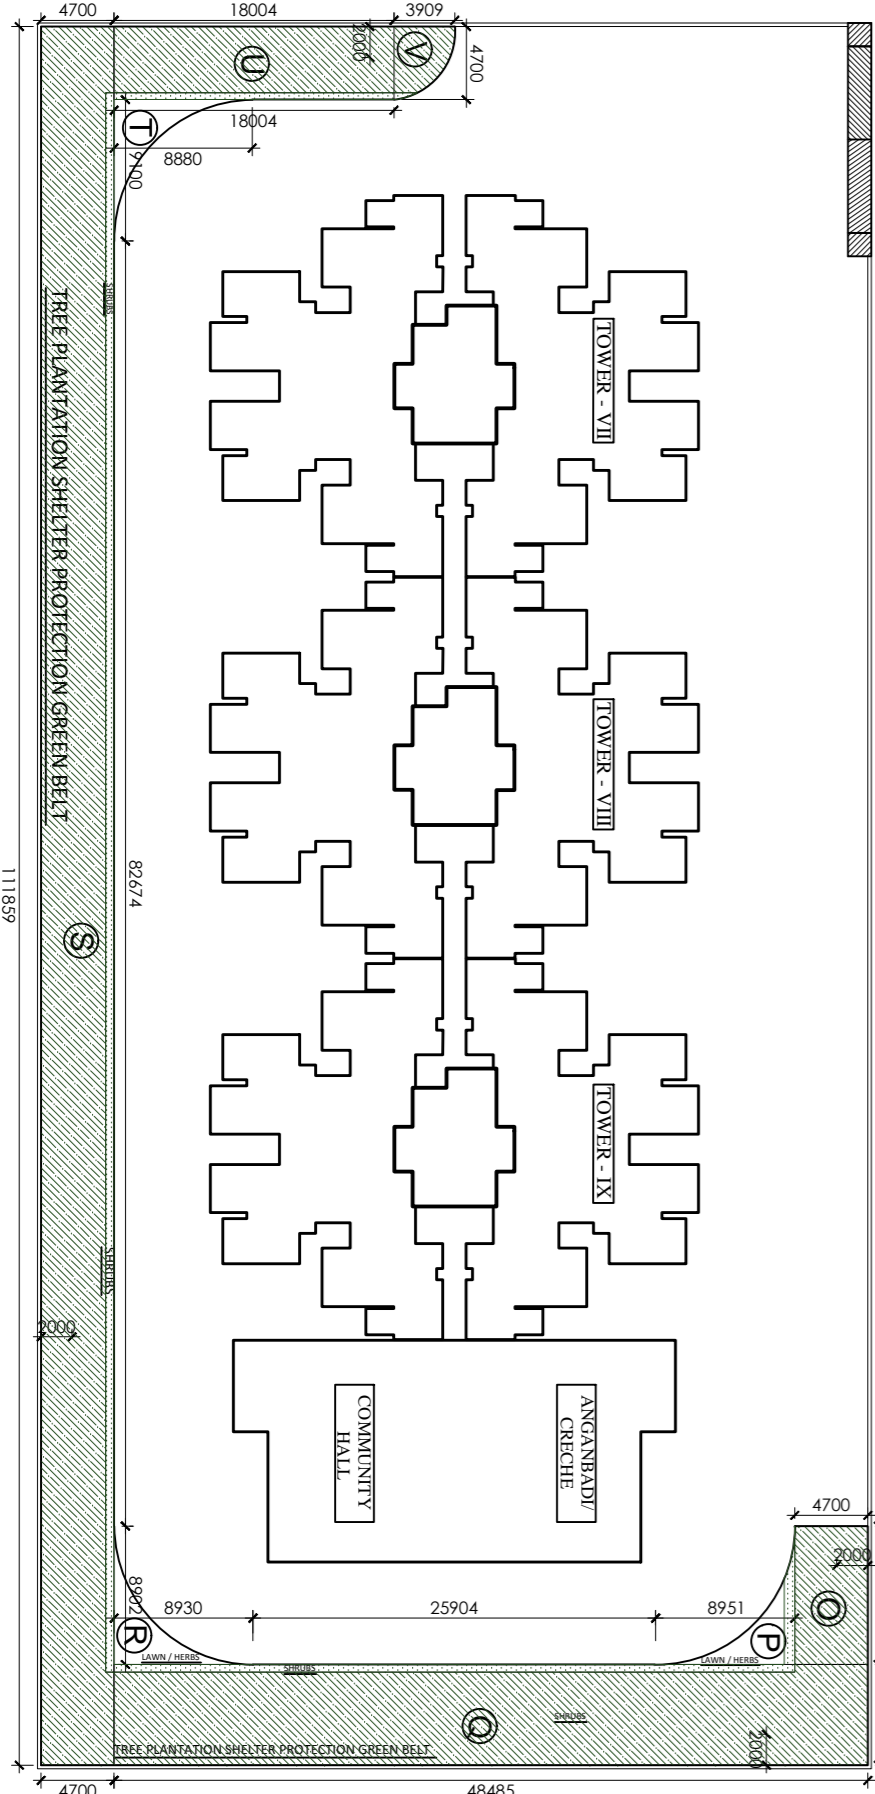 4700
18004
3909
2000
V
4700
U
18004
T
8880
9100
SHRUBS
TREE PLANTATION SHELTER PROTECTION GREEN BELT
TOWER - VII
TOWER - VIII
82674
111859
S
TOWER - IX
SHRUBS
2000
COMMUNITY
HALL
ANGANBADI/
CRECHE
4700
2000
O
8902
8930
25904
8951
R
P
LAWN / HERBS
LAWN / HERBS
SHRUBS
SHRUBS
Q
2000
TREE PLANTATION SHELTER PROTECTION GREEN BELT
4700
48485